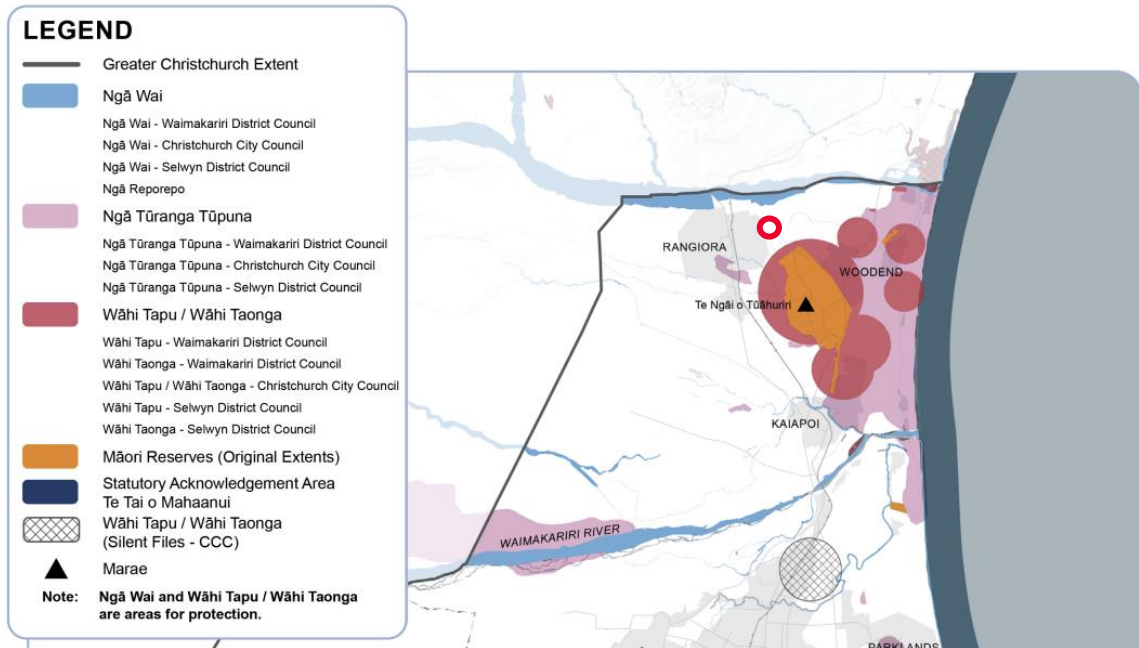 LEGEND
Greater Christchurch Extent
Ngā Wai
Ngā Wai - Waimakariri District Council
Ngā Wai - Christchurch City Council
Ngā Wai - Selwyn District Council
Ngā Reporepo
Ngā Tūranga Tūpuna
Ngā Tūranga Tūpuna - Waimakariri District Council
Ngā Tūranga Tūpuna - Christchurch City Council
Ngā Tūranga Tūpuna - Selwyn District Council
Wāhi Tapu / Wāhi Taonga
Wāhi Tapu - Waimakariri District Council
Wāhi Taonga - Waimakariri District Council
Wāhi Tapu / Wāhi Taonga - Christchurch City Council
Wāhi Tapu - Selwyn District Council
Wāhi Taonga - Selwyn District Council
Māori Reserves (Original Extents)
Statutory Acknowledgement Area
Te Tai o Mahaanui
Wāhi Tapu / Wāhi Taonga
(Silent Files - CCC)
Marae
Note: Ngā Wai and Wāhi Tapu / Wāhi Taonga
are areas for protection.
RANGIORA
WOODEND
Te Ngāi o Tūāhuriri
KAIAPOI
WAIMAKARIRI RIVER
PARKLANDS